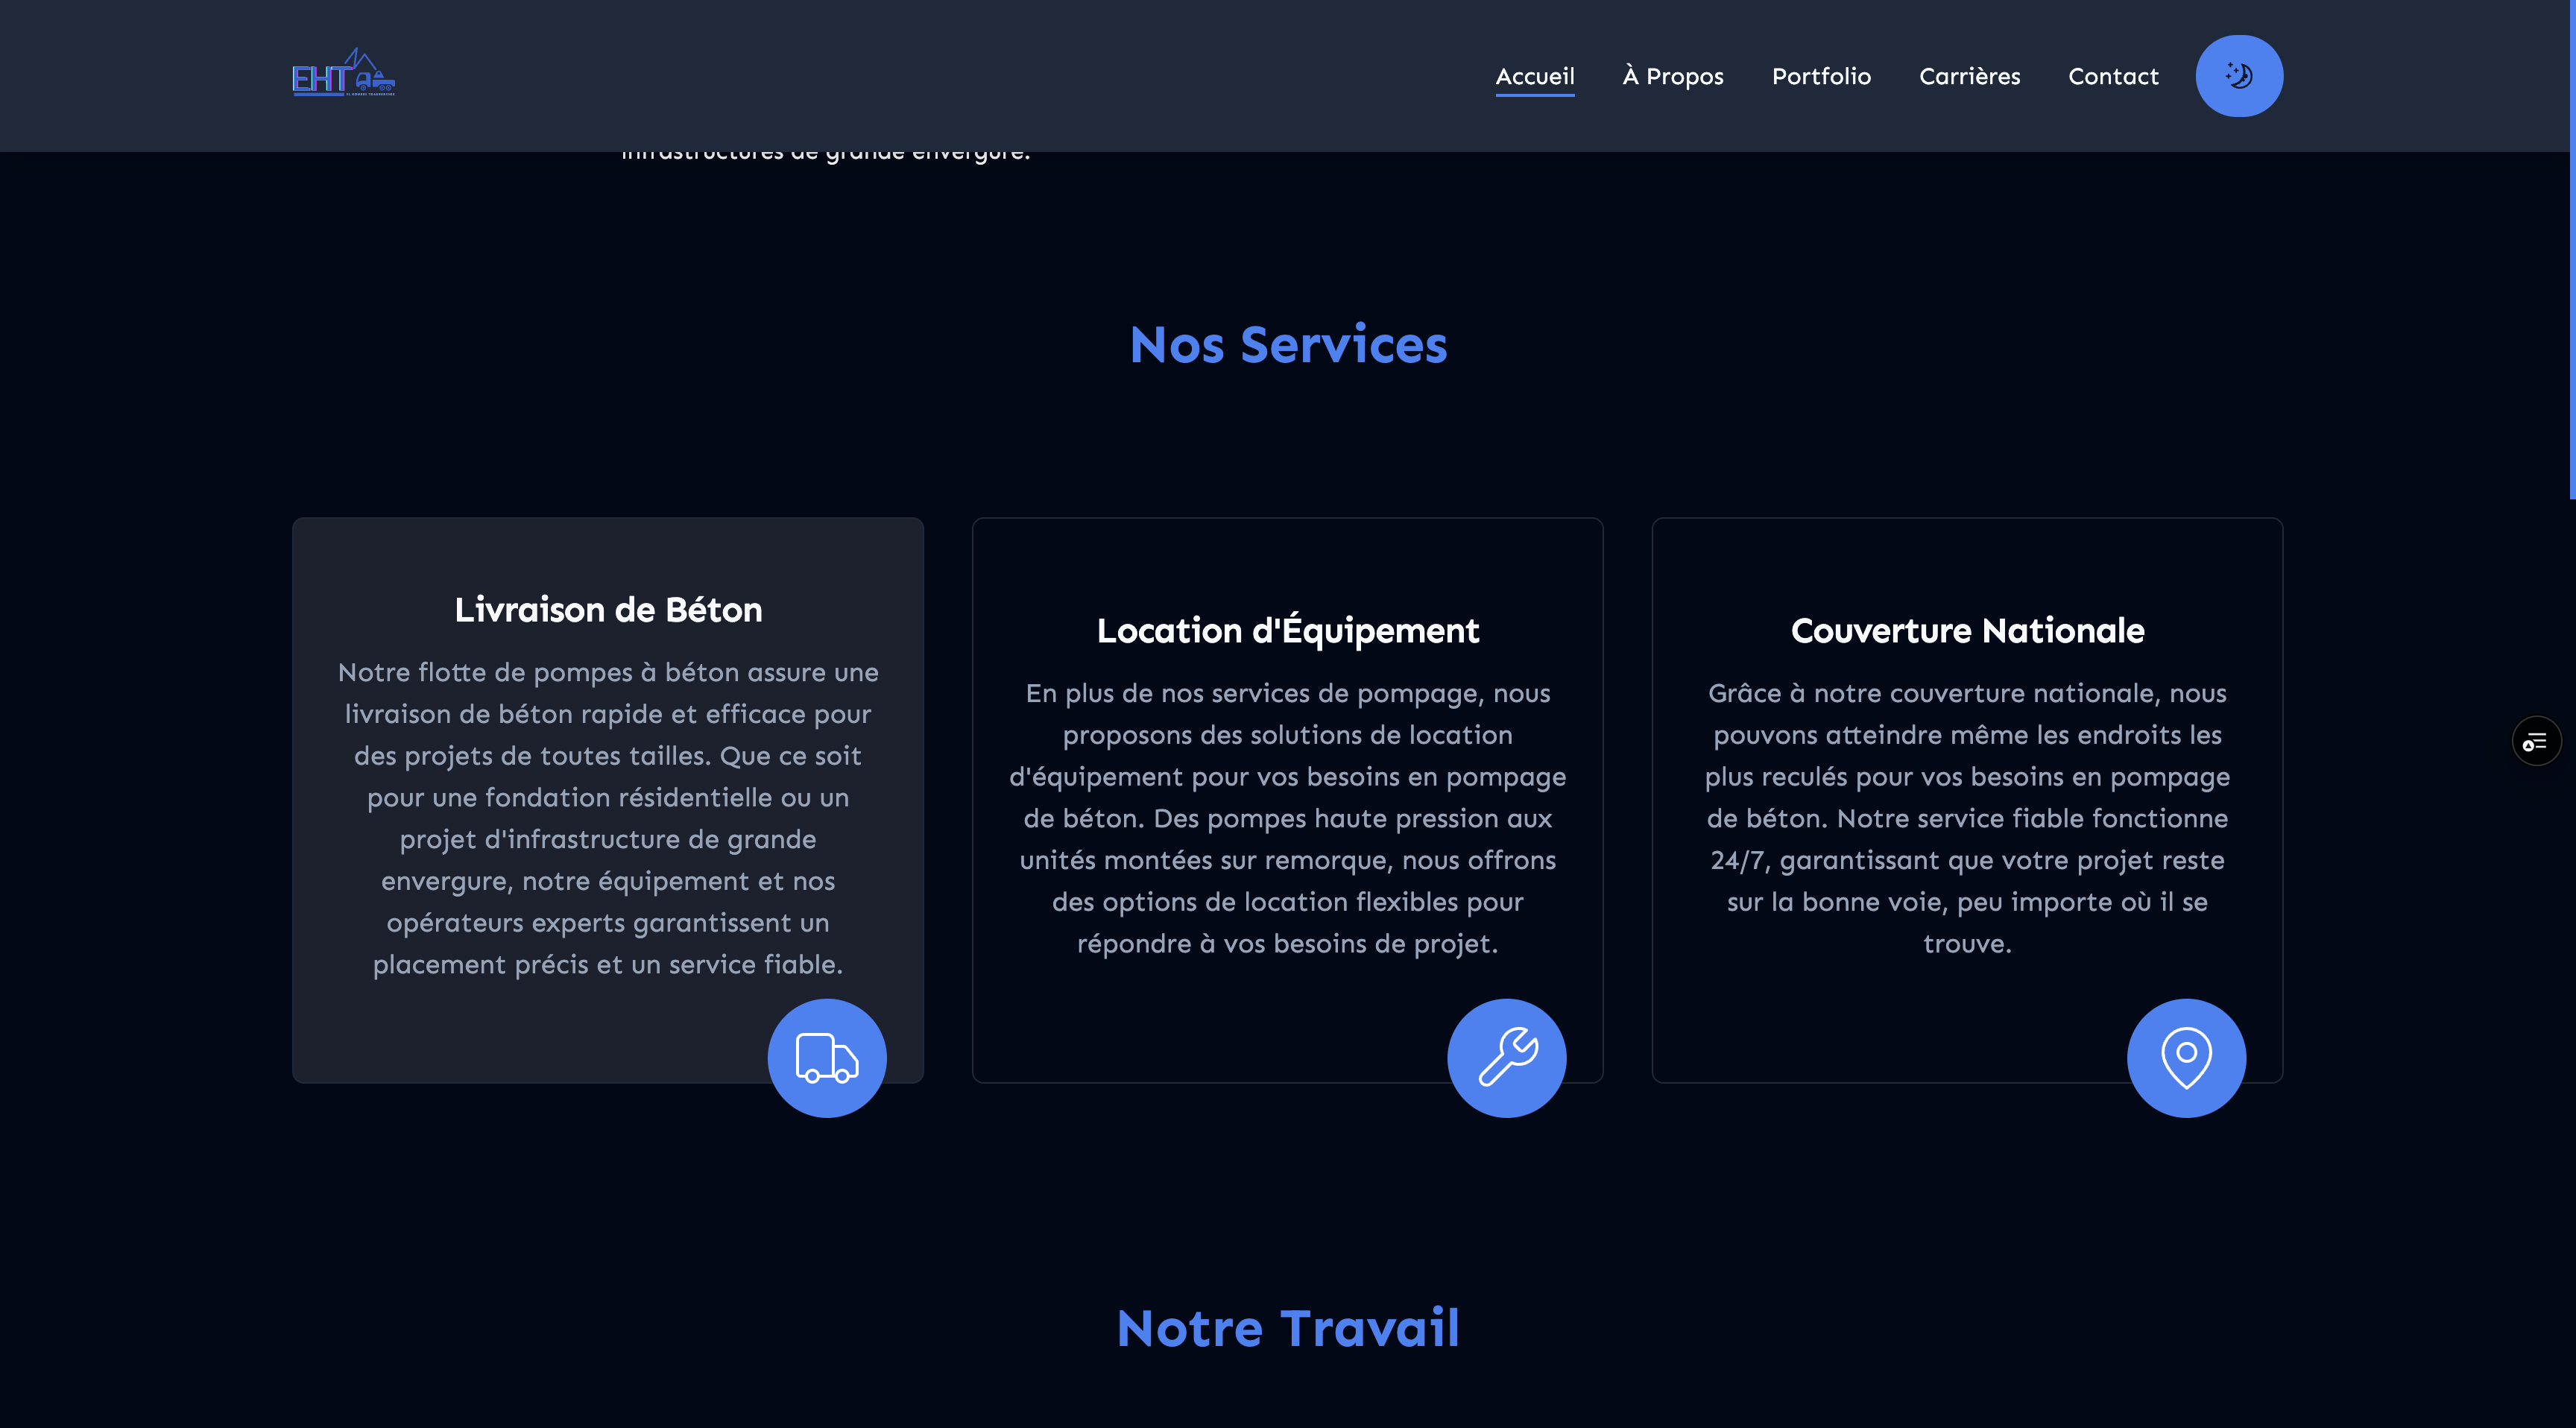 EHT
Accueil
À Propos
Portfolio
Carrières
Contact
infrastructures de grande envergure.
Nos Services
Livraison de Béton
Notre flotte de pompes à béton assure une
livraison de béton rapide et efficace pour
des projets de toutes tailles. Que ce soit
pour une fondation résidentielle ou un
projet d'infrastructure de grande
envergure, notre équipement et nos
opérateurs experts garantissent un
placement précis et un service fiable.
Location d'Équipement
En plus de nos services de pompage, nous
proposons des solutions de location
d'équipement pour vos besoins en pompage
de béton. Des pompes haute pression aux
unités montées sur remorque, nous offrons
des options de location flexibles pour
répondre à vos besoins de projet.
Couverture Nationale
Grâce à notre couverture nationale, nous
pouvons atteindre même les endroits les
plus reculés pour vos besoins en pompage
de béton. Notre service fiable fonctionne
24/7, garantissant que votre projet reste
sur la bonne voie, peu importe où il se
trouve.
Notre Travail